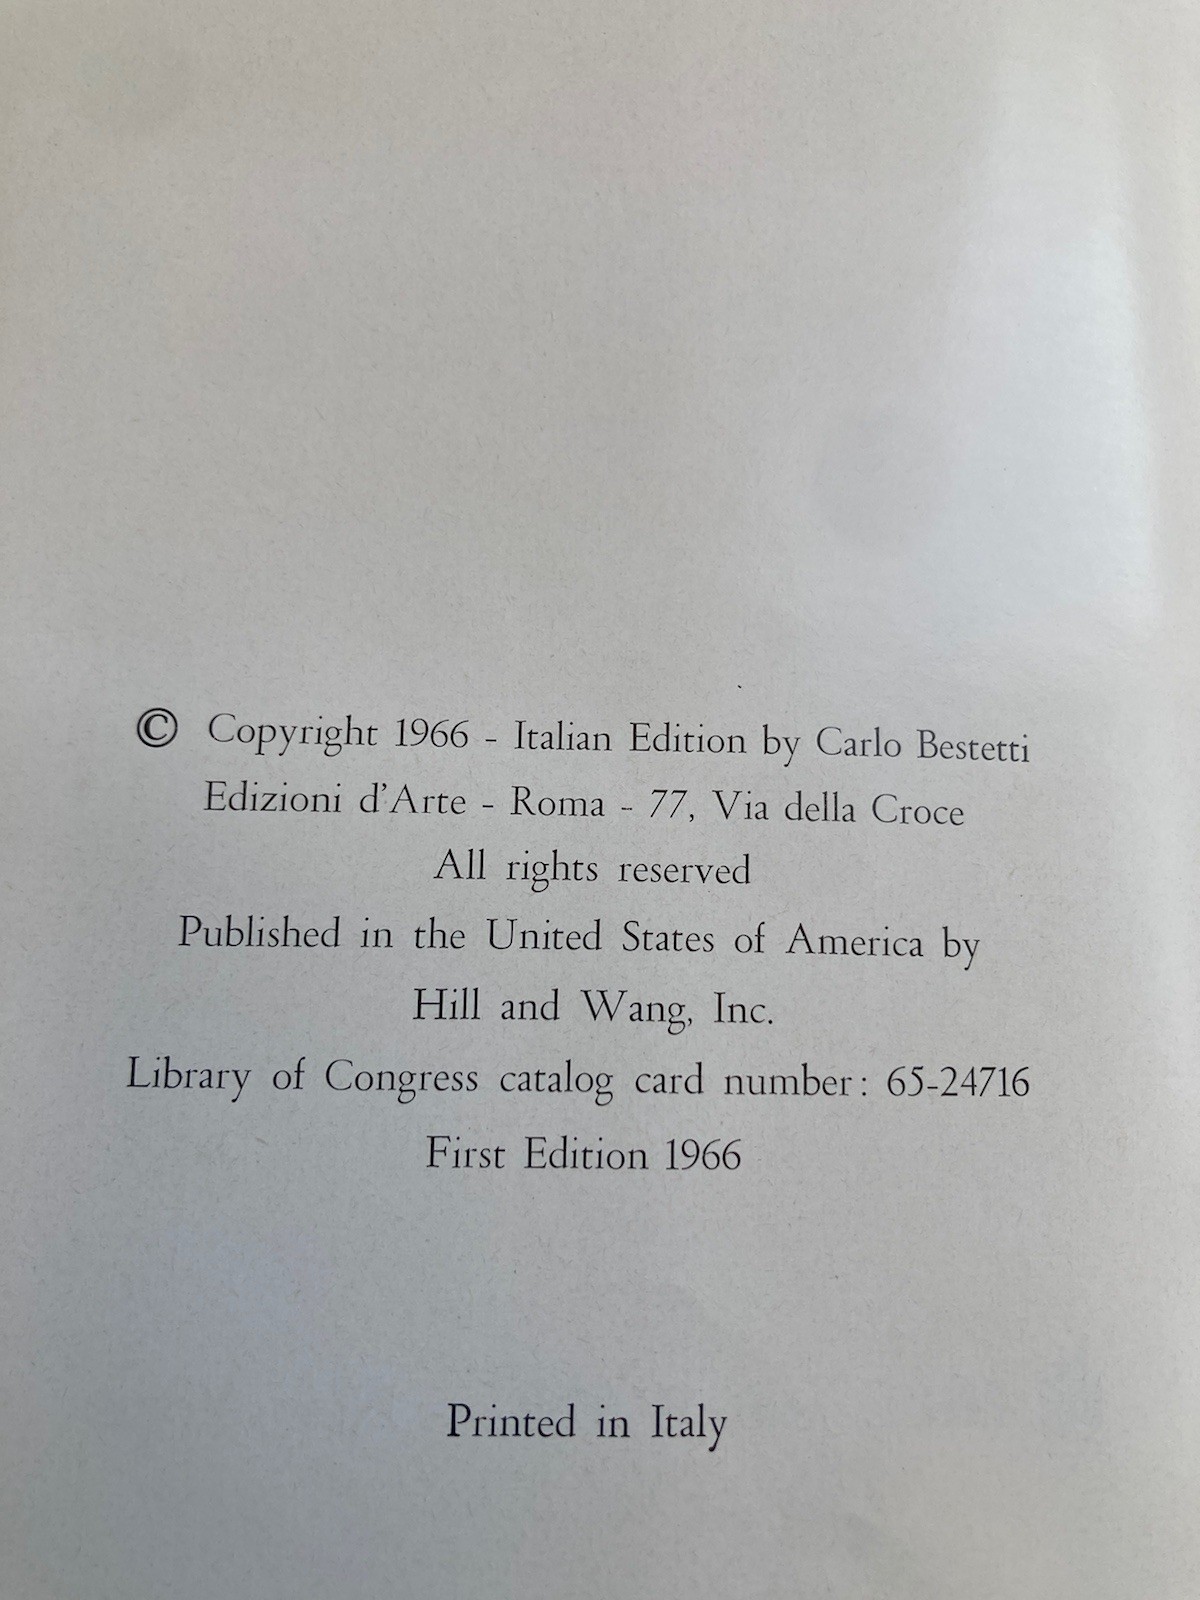 © Copyright 1966 - Italian Edition by Carlo Bestetti
Edizioni d'Arte - Roma - 77, Via della Croce
All rights reserved
Published in the United States of America by
Hill and Wang, Inc.
Library of Congress catalog card number: 65-24716
First Edition 1966
Printed in Italy